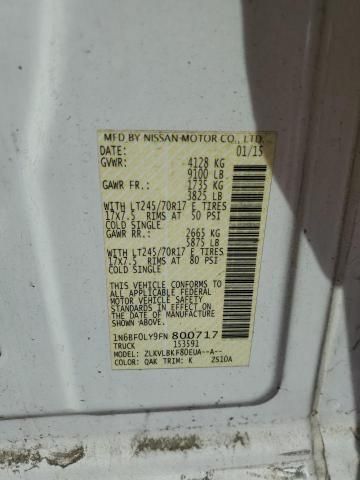 MFD BY NISSAN MOTOR CO., LTD.
DATE: 01/15
GVWR: 4128 KG
9100 LB
GAWR FR: 1735 KG
3825 LB
WITH LT245/70R17 E TIRES
17X7.5 RIMS AT 50 PSI
COLD SINGLE
GAWR RR: 2665 KG
5875 LB
WITH LT245/70R17 E TIRES
17X7.5 RIMS AT 80 PSI
COLD SINGLE
THIS VEHICLE CONFORMS TO
ALL APPLICABLE FEDERAL
MOTOR VEHICLE SAFETY
STANDARDS IN EFFECT ON
THE DATE OF MANUFACTURE
SHOWN ABOVE.
1N6BF0LY9FN800717
TRUCK 153591
MODEL: ZLKVLBKF80EUA--A--
COLOR: QAK TRIM: K ZS10A